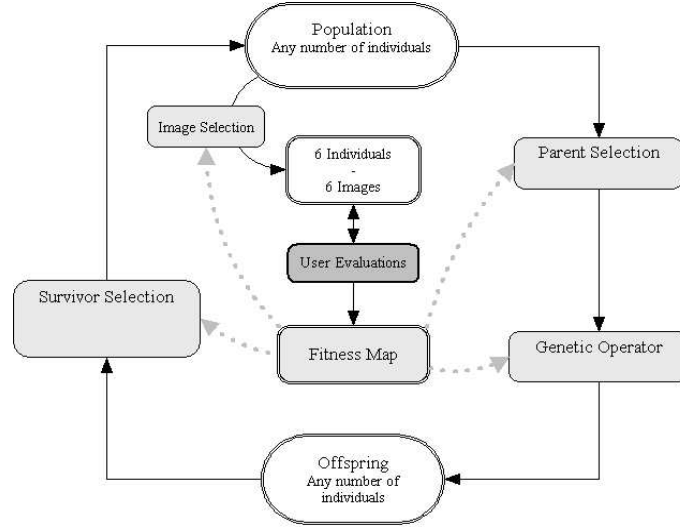 Population
Any number of individuals
Image Selection
6 Individuals
-
6 Images
Parent Selection
User Evaluations
Survivor Selection
Fitness Map
Genetic Operator
Offspring
Any number of
individuals